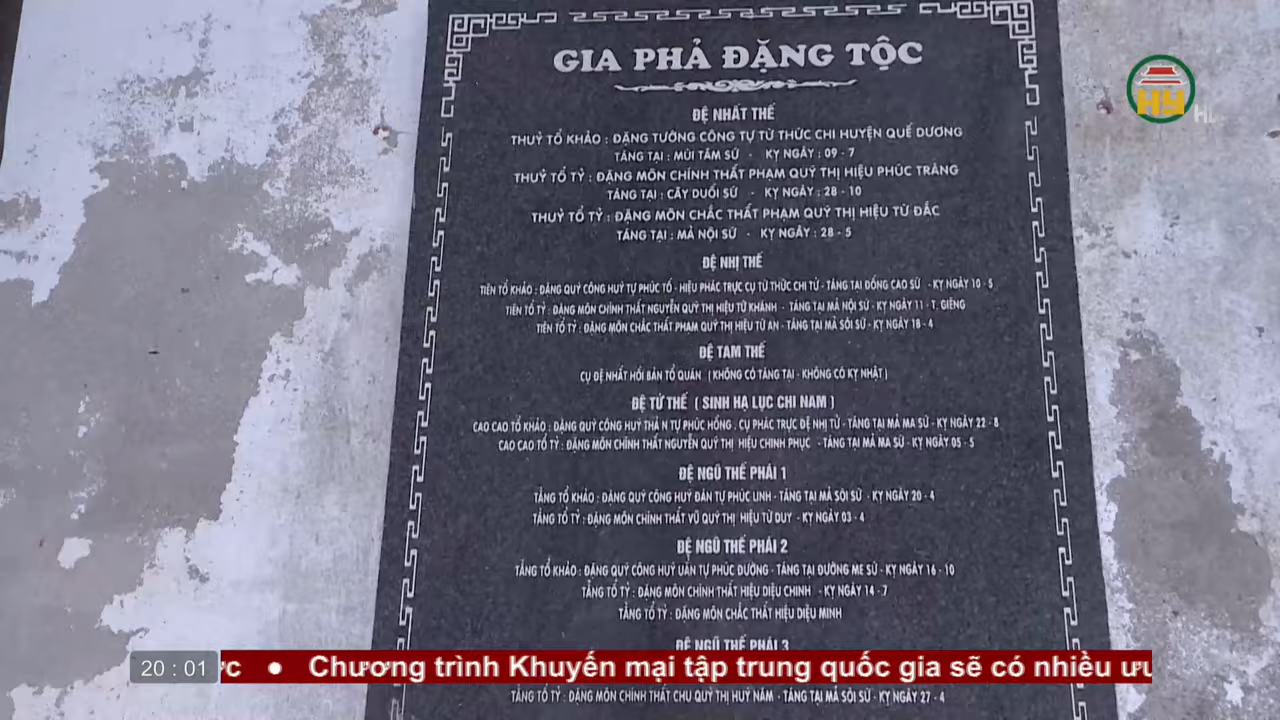 GIA PHẢ ĐẶNG TỘC
HY
ĐỆ NHẤT THẾ
THUỶ TỔ KHẢO : ĐẶNG TƯỚNG CÔNG TỰ TỪ THỨC CHI HUYỆN QUẾ DƯƠNG
TÁNG TẠI : MŨI TẤM SỨ - KỴ NGÀY : 09 - 7
THUỶ TỔ TỶ : ĐẶNG MÔN CHÍNH THẤT PHẠM QUÝ THỊ HIỆU PHÚC TRÀNG
TÁNG TẠI : CÂY DUỐI SỨ - KỴ NGÀY : 28 - 10
THUỶ TỔ TỶ : ĐẶNG MÔN CHẮC THẤT PHẠM QUÝ THỊ HIỆU TỪ ĐẮC
TÁNG TẠI : MẢ NỘI SỨ - KỴ NGÀY : 28 - 5
ĐỆ NHỊ THẾ
TIÊN TỔ KHẢO : ĐẶNG QUÝ CÔNG HUÝ TỰ PHÚC TỐ - HIỆU PHÁC TRỰC CỤ TỪ THỨC CHI TỬ - TÁNG TẠI ĐỐNG CAO SỨ - KỴ NGÀY 10 - 5
TIÊN TỔ TỶ : ĐẶNG MÔN CHÍNH THẤT NGUYỄN QUÝ THỊ HIỆU TỪ KHÁNH - TÁNG TẠI MẢ NỘI SỨ - KỴ NGÀY 11 - T. GIÊNG
TIÊN TỔ TỶ : ĐẶNG MÔN CHẮC THẤT PHẠM QUÝ THỊ HIỆU TỪ AN - TÁNG TẠI MẢ SÒI SỨ - KỴ NGÀY 18 - 4
ĐỆ TAM THẾ
CỤ ĐỆ NHẤT HỒI BẢN TỔ QUÁN ( KHÔNG CÓ TÁNG TẠI - KHÔNG CÓ KỴ NHẬT )
ĐỆ TỨ THẾ ( SINH HẠ LỤC CHI NAM )
CAO CAO TỔ KHẢO : ĐẶNG QUÝ CÔNG HUÝ THẢ N TỰ PHÚC HỒNG . CỤ PHÁC TRỰC ĐỆ NHỊ TỬ - TÁNG TẠI MẢ MA SỨ - KỴ NGÀY 22 - 8
CAO CAO TỔ TỶ : ĐẶNG MÔN CHÍNH THẤT NGUYỄN QUÝ THỊ HIỆU CHINH PHỤC - TÁNG TẠI MẢ MA SỨ - KỴ NGÀY 05 - 5
ĐỆ NGŨ THẾ PHÁI 1
TẰNG TỔ KHẢO : ĐẶNG QUÝ CÔNG HUÝ ĐÁN TỰ PHÚC LINH - TÁNG TẠI MẢ SÒI SỨ - KỴ NGÀY 20 - 4
TẰNG TỔ TỶ : ĐẶNG MÔN CHÍNH THẤT VŨ QUÝ THỊ HIỆU TỪ DUY - KỴ NGÀY 03 - 4
ĐỆ NGŨ THẾ PHÁI 2
TẰNG TỔ KHẢO : ĐẶNG QUÝ CÔNG HUÝ UẨN TỰ PHÚC ĐƯỜNG - TÁNG TẠI ĐƯỜNG ME SỨ - KỴ NGÀY 16 - 10
TẰNG TỔ TỶ : ĐẶNG MÔN CHÍNH THẤT HIỆU DIỆU CHINH - KỴ NGÀY 14 - 7
TẰNG TỔ TỶ : ĐẶNG MÔN CHẮC THẤT HIỆU DIỆU MINH
ĐỆ NGŨ THẾ PHÁI 3
20 : 01
ức ● Chương trình Khuyến mại tập trung quốc gia sẽ có nhiều ưu
TẰNG TỔ TỶ : ĐẶNG MÔN CHÍNH THẤT CHU QUÝ THỊ HUÝ NĂM - TÁNG TẠI MẢ SÒI SỨ - KỴ NGÀY 27 - 4